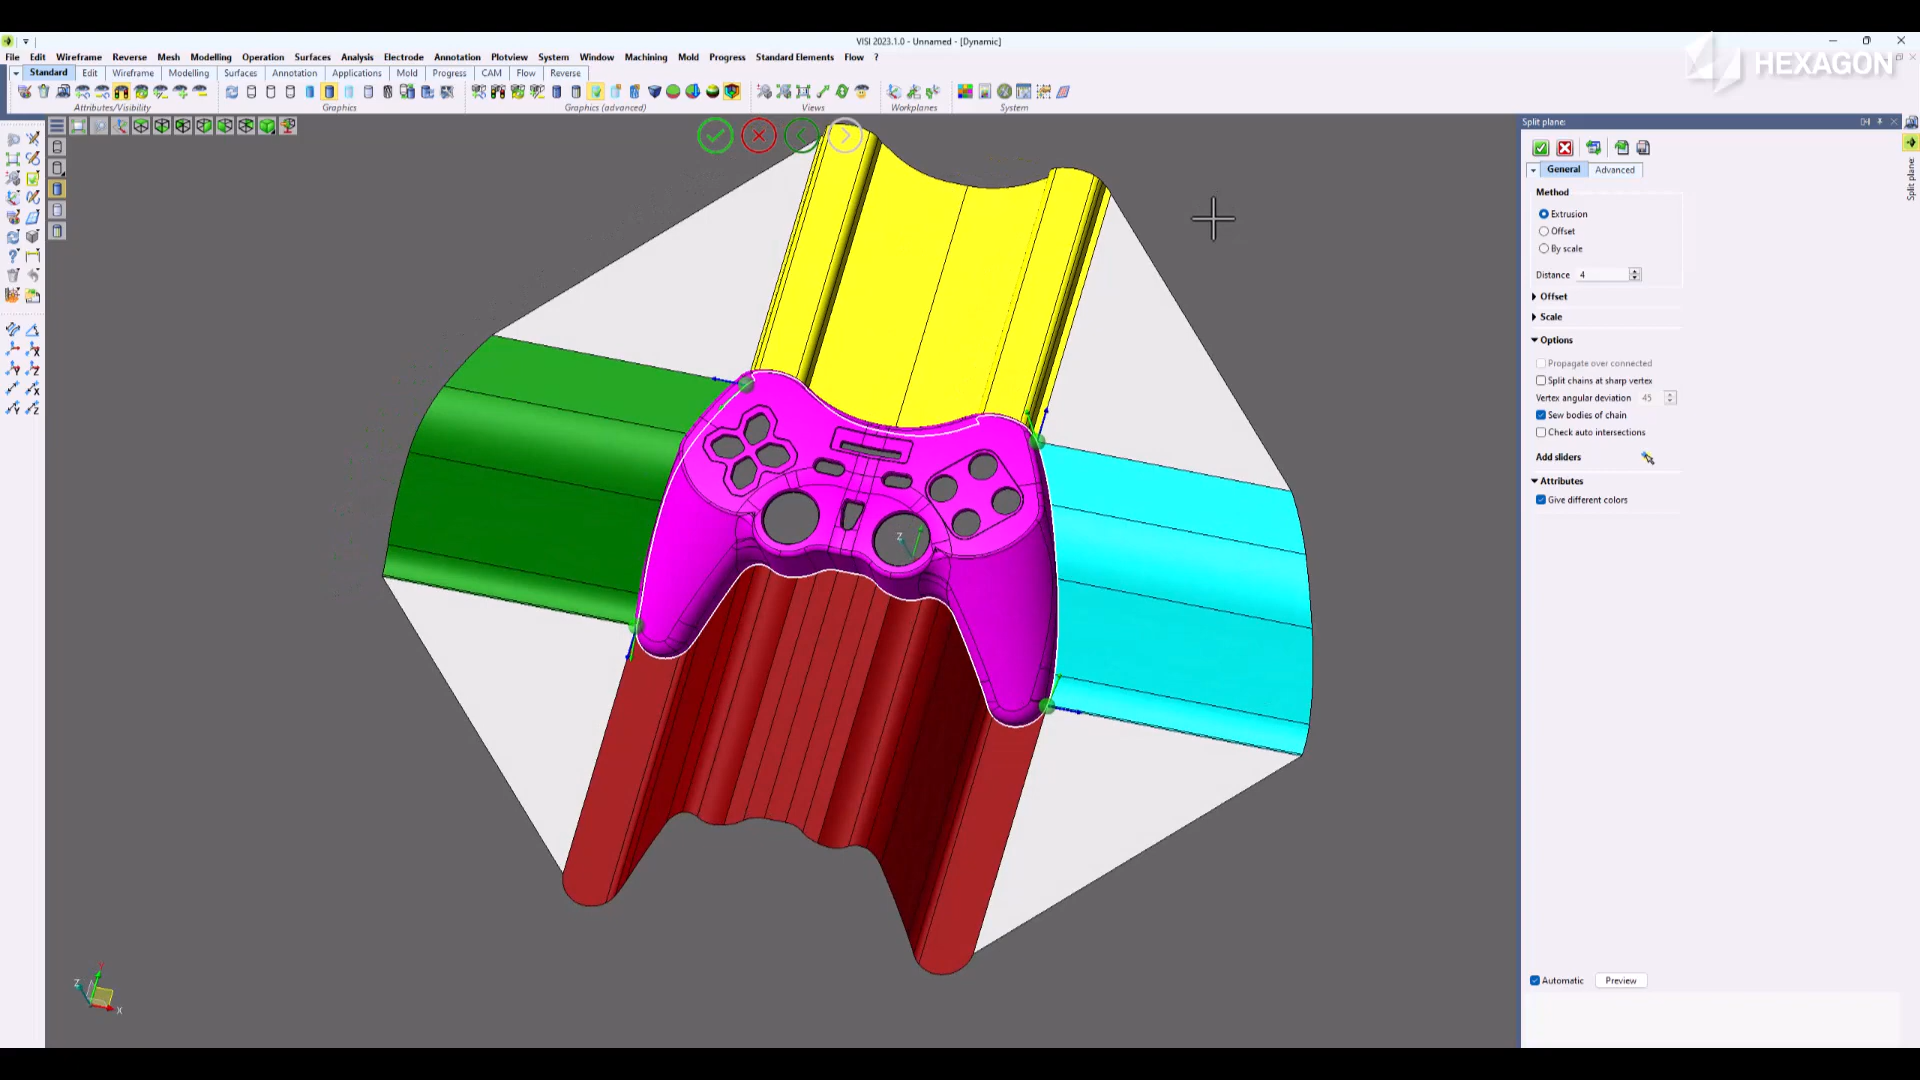 VISI 2023.1.0 - Unnamed - [Dynamic]
HEXAGON
File Edit Wireframe Reverse Mesh Modelling Operation Surfaces Analysis Electrode Annotation Plotview System Window Machining Mold Progress Standard Elements Flow ?
Standard Edit Wireframe Modelling Surfaces Annotation Applications Mold Progress CAM Flow Reverse
Attributes/Visibility Graphics Graphics (advanced) Views Workplanes System
Split plane:
General Advanced
Split plane:
Method
Extrusion
Offset
By scale
Distance 4
Offset
Scale
Options
Propagate over connected
Split chains at sharp vertex
Vertex angular deviation 45
Sew bodies of chain
Check auto intersections
Add sliders
Attributes
Give different colors
Z
Automatic Preview
Y
Z
X